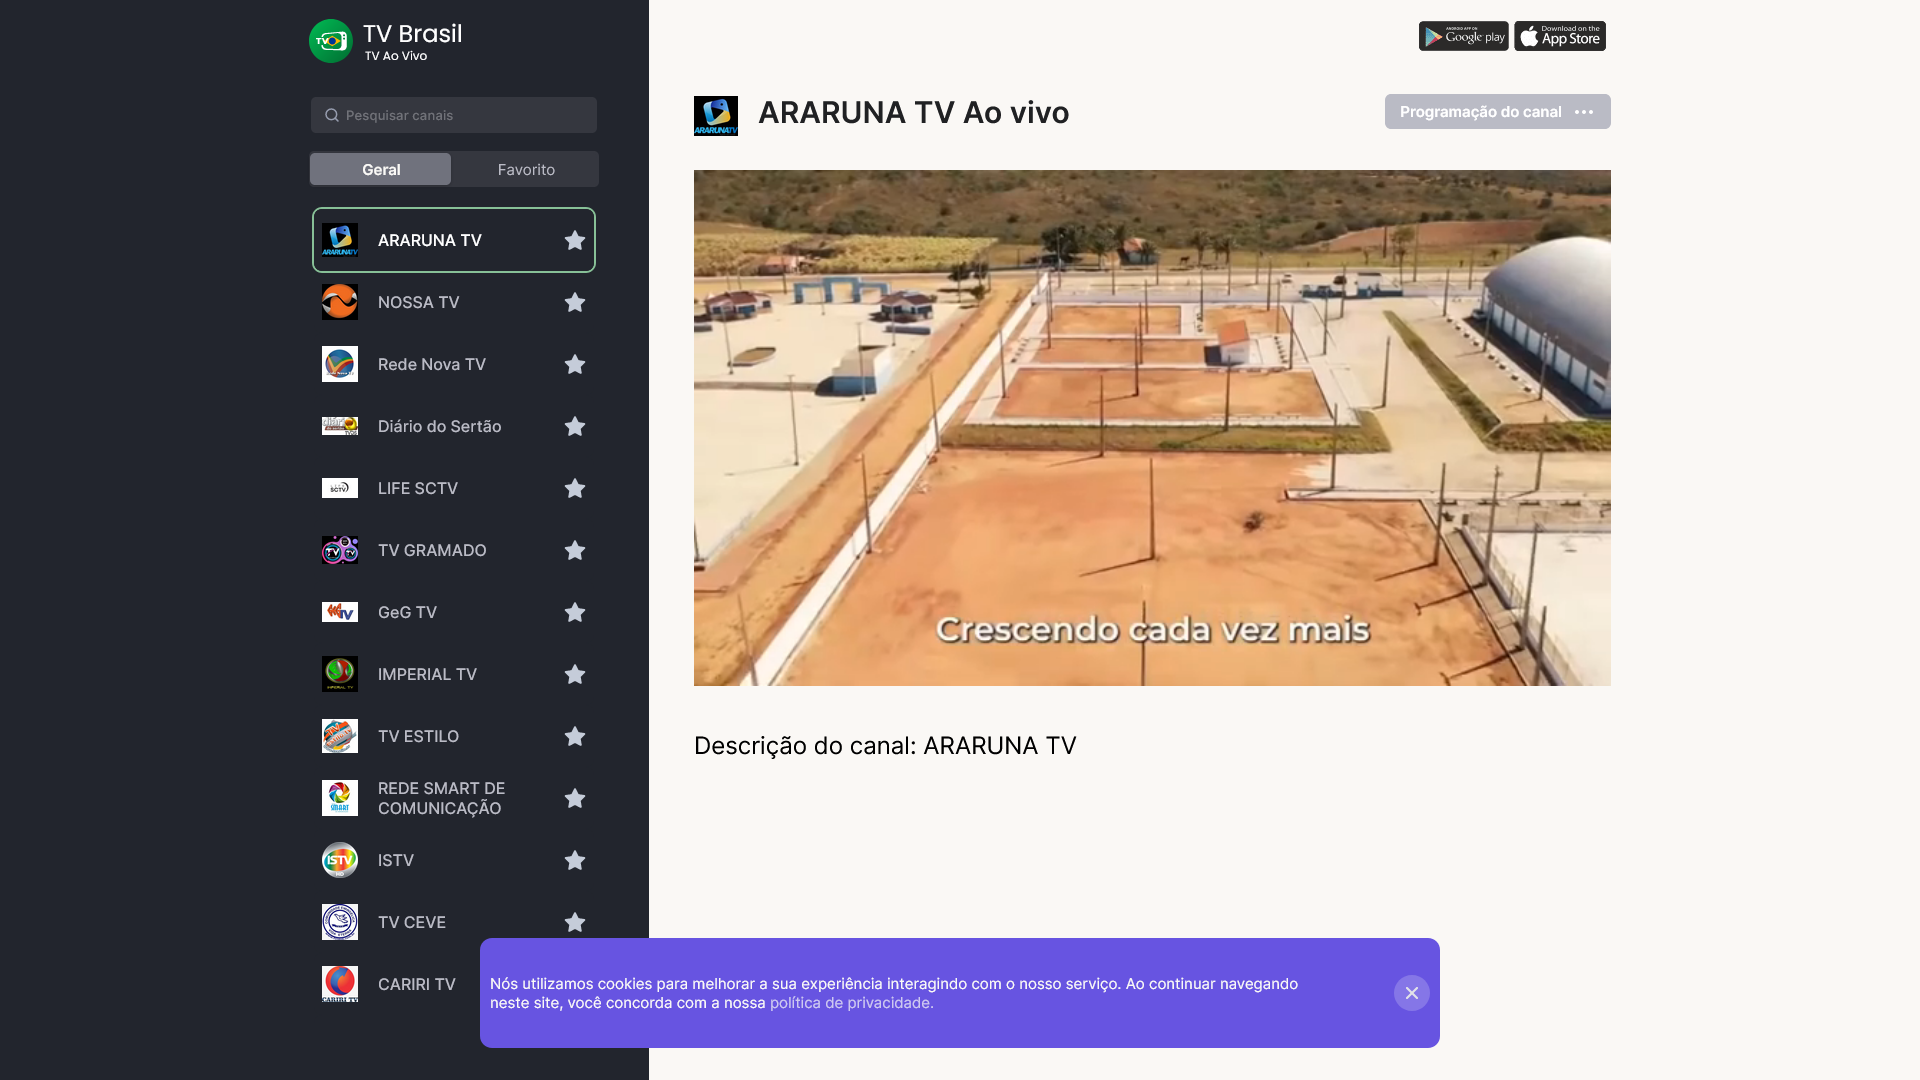 TV Brasil
TV Ao Vivo
Pesquisar canais
Geral
Favorito
ARARUNA TV
NOSSA TV
Rede Nova TV
Diário do Sertão
LIFE SCTV
TV GRAMADO
GeG TV
IMPERIAL TV
TV ESTILO
REDE SMART DE
COMUNICAÇÃO
ISTV
TV CEVE
CARIRI TV
ANDROID APP ON
Google play
Download on the
App Store
ARARUNA TV Ao vivo
Programação do canal
Crescendo cada vez mais
Descrição do canal: ARARUNA TV
Nós utilizamos cookies para melhorar a sua experiência interagindo com o nosso serviço. Ao continuar navegando
neste site, você concorda com a nossa política de privacidade.